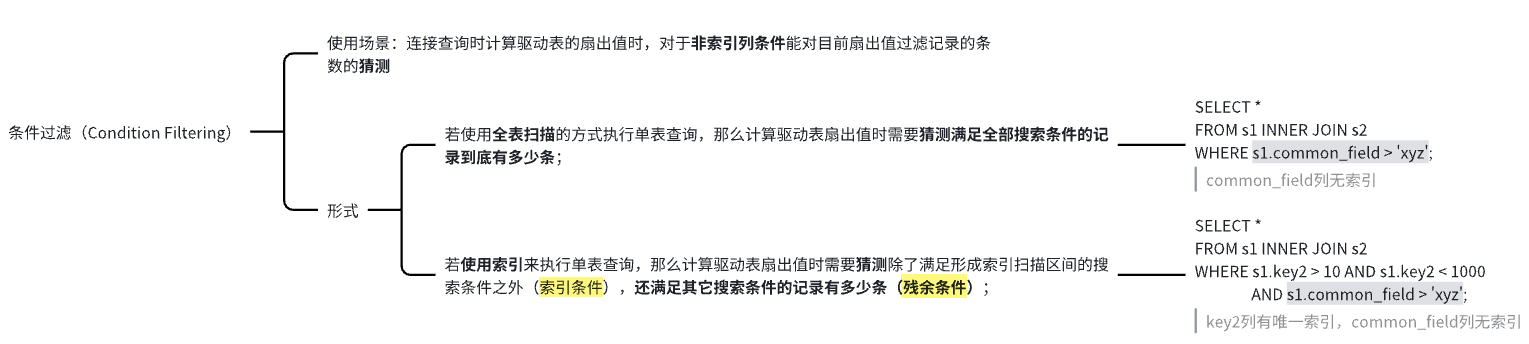 条件过滤（Condition Filtering）
使用场景：连接查询时计算驱动表的扇出值时，对于非索引列条件能对目前扇出值过滤记录的条
数的猜测
形式
若使用全表扫描的方式执行单表查询，那么计算驱动表扇出值时需要猜测满足全部搜索条件的记
录到底有多少条；
SELECT *
FROM s1 INNER JOIN s2
WHERE s1.common_field > 'xyz';
common_field列无索引
若使用索引来执行单表查询，那么计算驱动表扇出值时需要猜测除了满足形成索引扫描区间的搜
索条件之外（索引条件），还满足其它搜索条件的记录有多少条（残余条件）；
SELECT *
FROM s1 INNER JOIN s2
WHERE s1.key2 > 10 AND s1.key2 < 1000
AND s1.common_field > 'xyz';
key2列有唯一索引，common_field列无索引